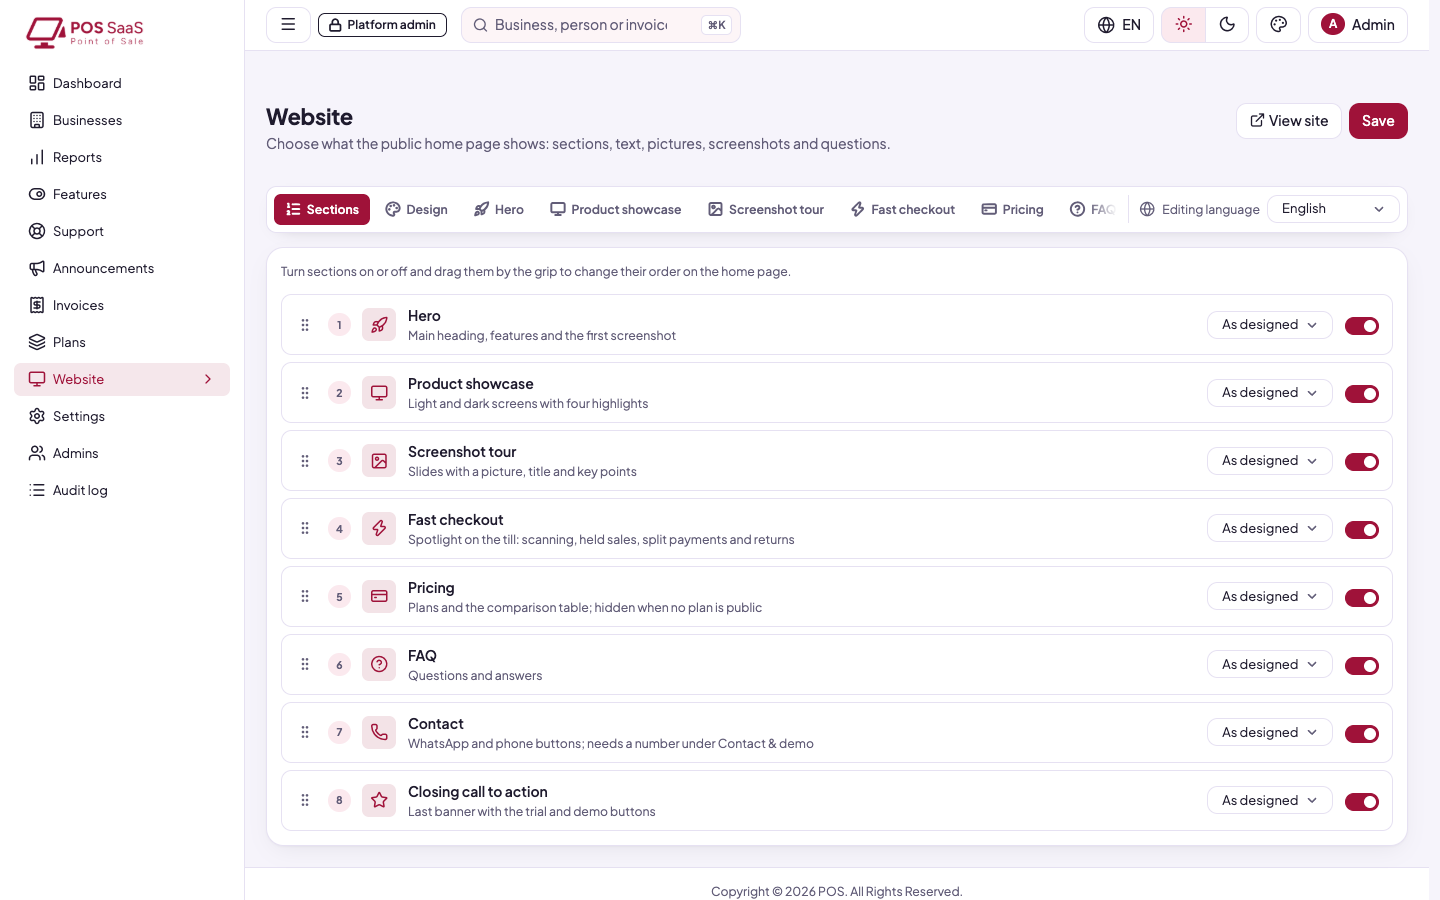 POS SaaS
Point of Sale
Platform admin
Business, person or invoice
⌘K
EN
A
Admin
Dashboard
Businesses
Reports
Features
Support
Announcements
Invoices
Plans
Website
Settings
Admins
Audit log
Website
Choose what the public home page shows: sections, text, pictures, screenshots and questions.
View site
Save
Sections
Design
Hero
Product showcase
Screenshot tour
Fast checkout
Pricing
FAQ
Editing language
English
Turn sections on or off and drag them by the grip to change their order on the home page.
1
Hero
Main heading, features and the first screenshot
As designed
2
Product showcase
Light and dark screens with four highlights
As designed
3
Screenshot tour
Slides with a picture, title and key points
As designed
4
Fast checkout
Spotlight on the till: scanning, held sales, split payments and returns
As designed
5
Pricing
Plans and the comparison table; hidden when no plan is public
As designed
6
FAQ
Questions and answers
As designed
7
Contact
WhatsApp and phone buttons; needs a number under Contact & demo
As designed
8
Closing call to action
Last banner with the trial and demo buttons
As designed
Copyright © 2026 POS. All Rights Reserved.